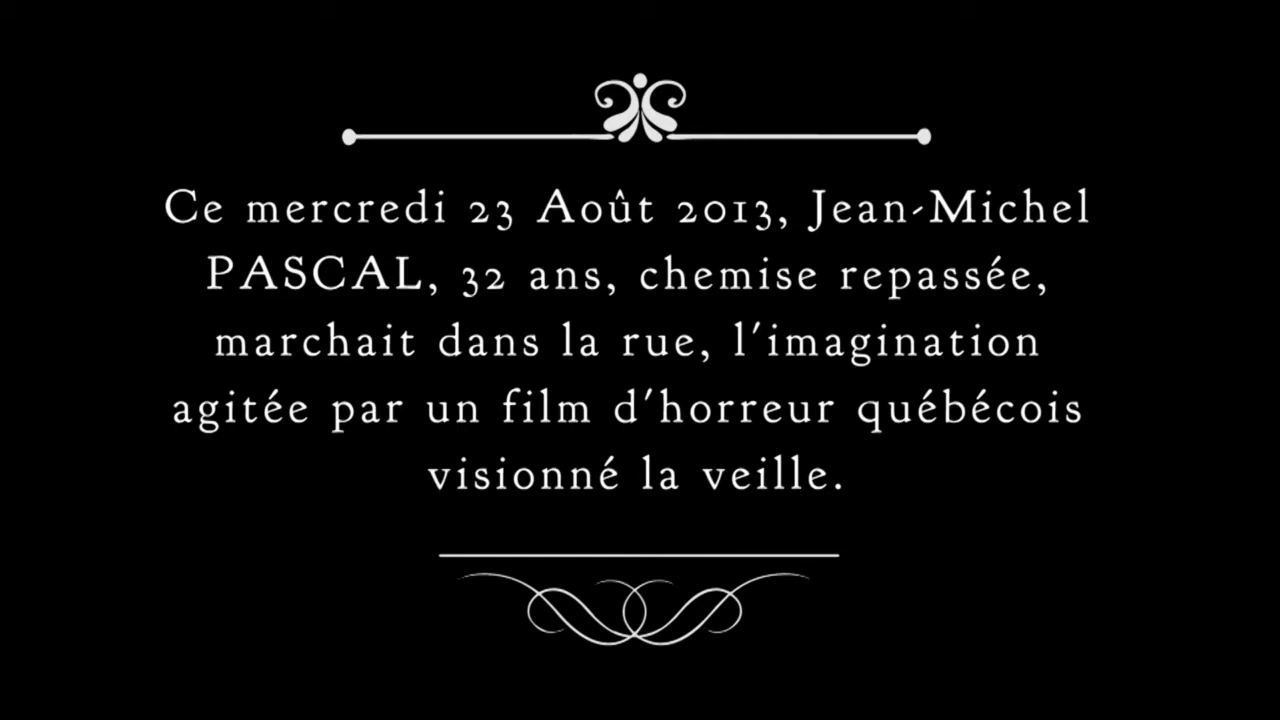 Ce mercredi 23 Août 2013, Jean-Michel
PASCAL, 32 ans, chemise repassée,
marchait dans la rue, l'imagination
agitée par un film d'horreur québécois
visionné la veille.